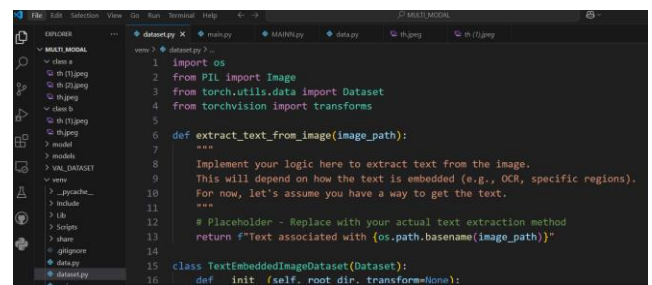 File Edit Selection View Go Run Terminal Help
MULTI_MODAL
EXPLORER
dataset.py
main.py
MAINN.py
data.py
th.jpeg
th (1).jpeg
MULTI_MODAL
class a
th (1).jpeg
th (2).jpeg
th.jpeg
class b
th (1).jpeg
th.jpeg
model
models
VAL_DATASET
venv
__pycache__
Include
Lib
Scripts
share
.gitignore
data.py
dataset.py
venv > dataset.py > ...
1 import os
2 from PIL import Image
3 from torch.utils.data import Dataset
4 from torchvision import transforms
5
6 def extract_text_from_image(image_path):
7 """
8 Implement your logic here to extract text from the image.
9 This will depend on how the text is embedded (e.g., OCR, specific regions).
10 For now, let's assume you have a way to get the text.
11 """
12 # Placeholder - Replace with your actual text extraction method
13 return f"Text associated with {os.path.basename(image_path)}"
14
15 class TextEmbeddedImageDataset(Dataset):
16 def __init__(self, root_dir, transform=None):